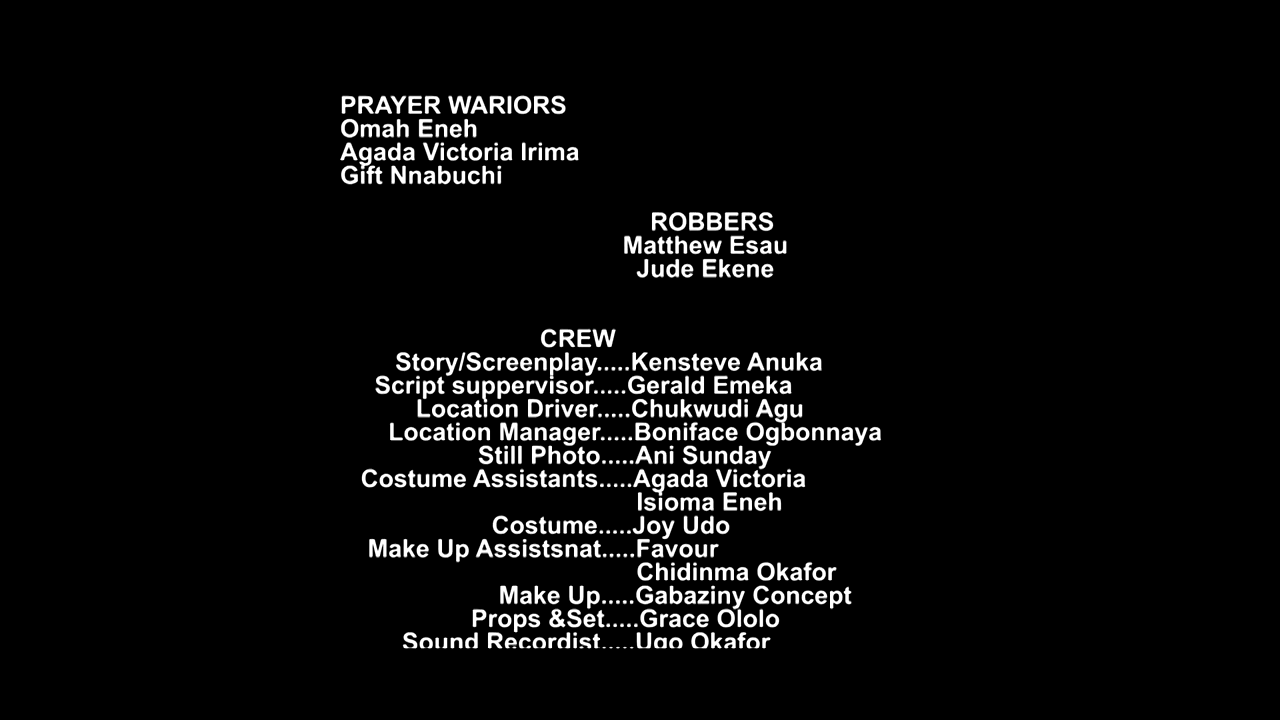 PRAYER WARIORS
Omah Eneh
Agada Victoria Irima
Gift Nnabuchi
ROBBERS
Matthew Esau
Jude Ekene
CREW
Story/Screenplay.....Kensteve Anuka
Script suppervisor.....Gerald Emeka
Location Driver.....Chukwudi Agu
Location Manager.....Boniface Ogbonnaya
Still Photo.....Ani Sunday
Costume Assistants.....Agada Victoria
Isioma Eneh
Costume.....Joy Udo
Make Up Assistsnat.....Favour
Chidinma Okafor
Make Up.....Gabaziny Concept
Props &Set.....Grace Ololo
Sound Recordist.....Ugo Okafor